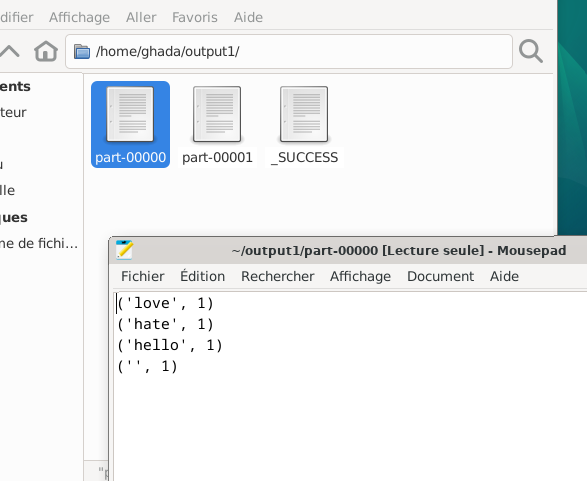 difier Affichage Aller Favoris Aide
/home/ghada/output1/
ents
teur
lle
ques
me de fichi...
part-00000 part-00001 _SUCCESS
~/output1/part-00000 [Lecture seule] - Mousepad
Fichier Édition Rechercher Affichage Document Aide
('love', 1)
('hate', 1)
('hello', 1)
('', 1)